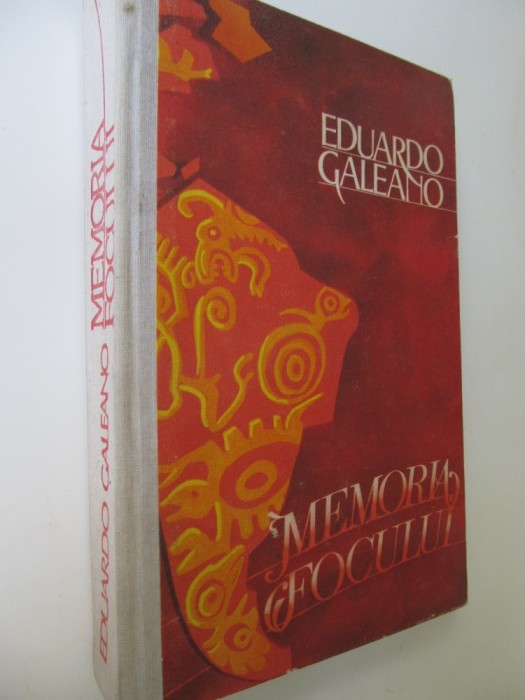 EDUARDO
GALEANO
MEMORIA
FOCULUI
EDUARDO GALEANO MEMORIA
FOCULUI